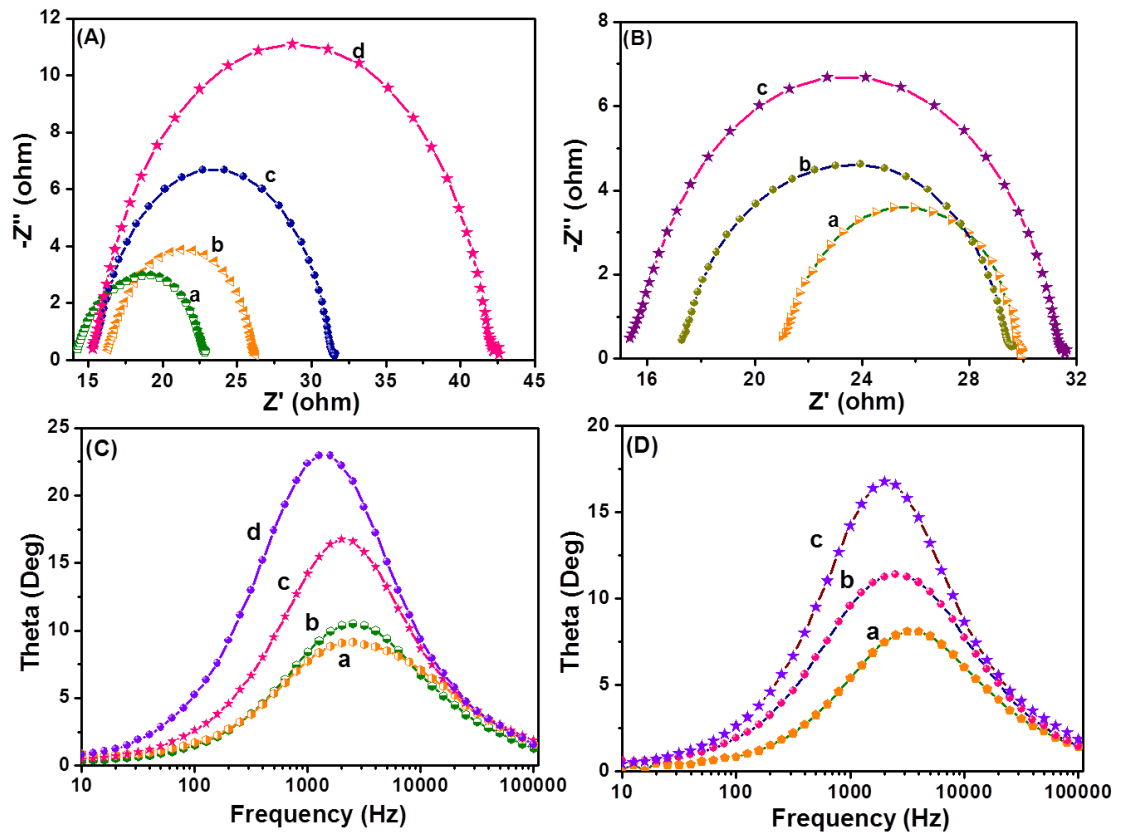 (A)
12
10
8
6
4
2
0
-Z'' (ohm)
a
b
c
d
15
20
25
30
35
40
45
Z' (ohm)
(B)
8
6
4
2
0
-Z'' (ohm)
a
b
c
16
20
24
28
32
Z' (ohm)
(C)
25
20
15
10
5
0
Theta (Deg)
a
b
c
d
10
100
1000
10000
100000
Frequency (Hz)
(D)
20
15
10
5
0
Theta (Deg)
a
b
c
10
100
1000
10000
100000
Frequency (Hz)